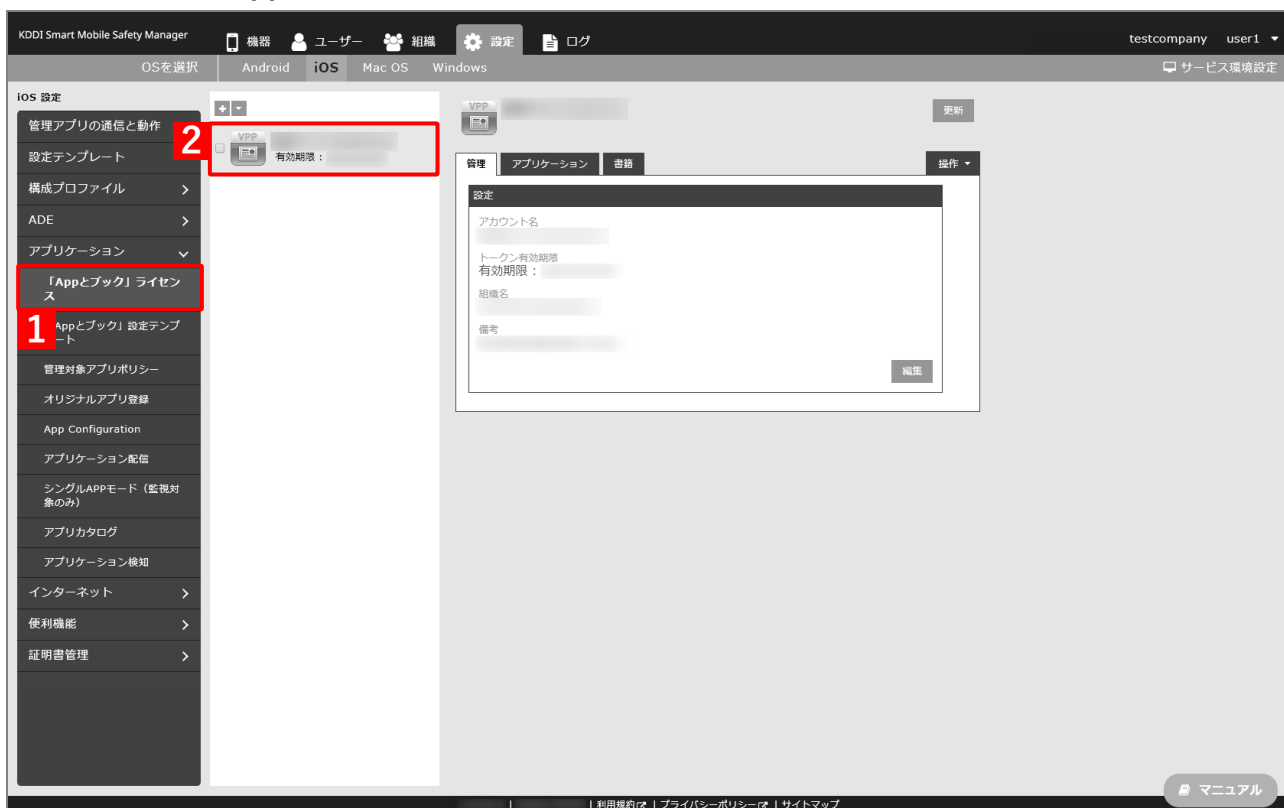 KDDI Smart Mobile Safety Manager
機器
ユーザー
組織
設定
ログ
testcompany
user1
OSを選択
Android
iOS
Mac OS
Windows
サービス環境設定
iOS 設定
管理アプリの通信と動作
設定テンプレート
構成プロファイル
ADE
アプリケーション
「Appとブック」ライセン
ス
1
Appとブック」設定テンプ
ート
管理対象アプリポリシー
オリジナルアプリ登録
App Configuration
アプリケーション配信
シングルAPPモード（監視対
象のみ）
アプリカタログ
アプリケーション検知
インターネット
便利機能
証明書管理
2
VPP
有効期限：
VPP
更新
管理
アプリケーション
書籍
操作
設定
アカウント名
トークン有効期限
有効期限：
組織名
備考
編集
マニュアル
| | 利用規約 | プライバシーポリシー | サイトマップ